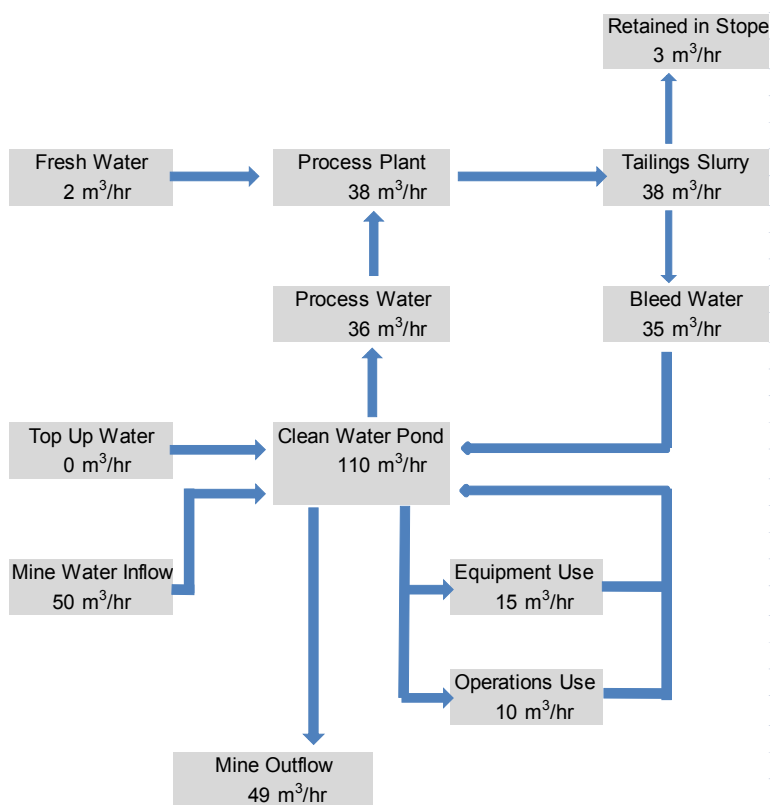 Retained in Stope
3 m³/hr
Fresh Water
2 m³/hr
Process Plant
38 m³/hr
Tailings Slurry
38 m³/hr
Process Water
36 m³/hr
Bleed Water
35 m³/hr
Top Up Water
0 m³/hr
Clean Water Pond
110 m³/hr
Mine Water Inflow
50 m³/hr
Equipment Use
15 m³/hr
Operations Use
10 m³/hr
Mine Outflow
49 m³/hr